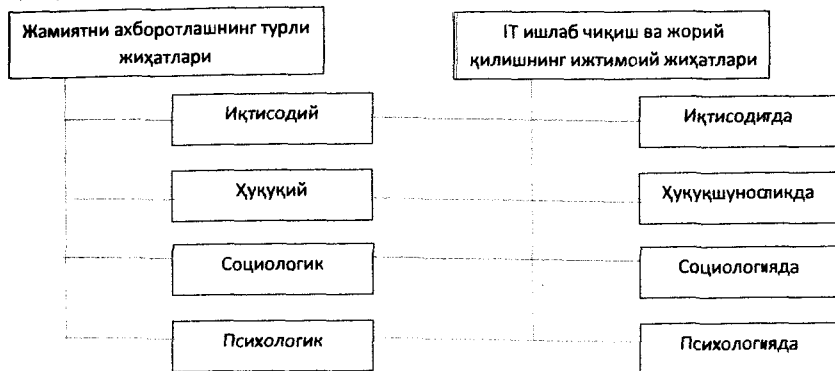 Жамиятни ахборотлашнинг турли
жиҳатлари
IT ишлаб чиқиш ва жорий
қилишнинг ижтимоий жиҳатлари
Иқтисодий
Иқтисодитда
Ҳуқуқий
Ҳуқуқшуносликда
Социологик
Социологияда
Психологик
Психологияда